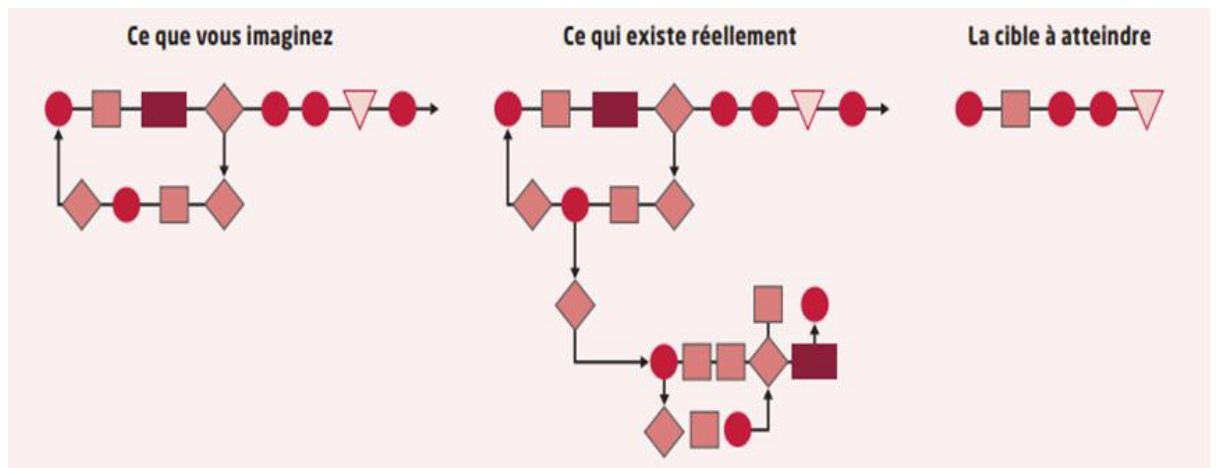 Ce que vous imaginez
Ce qui existe réellement
La cible à atteindre